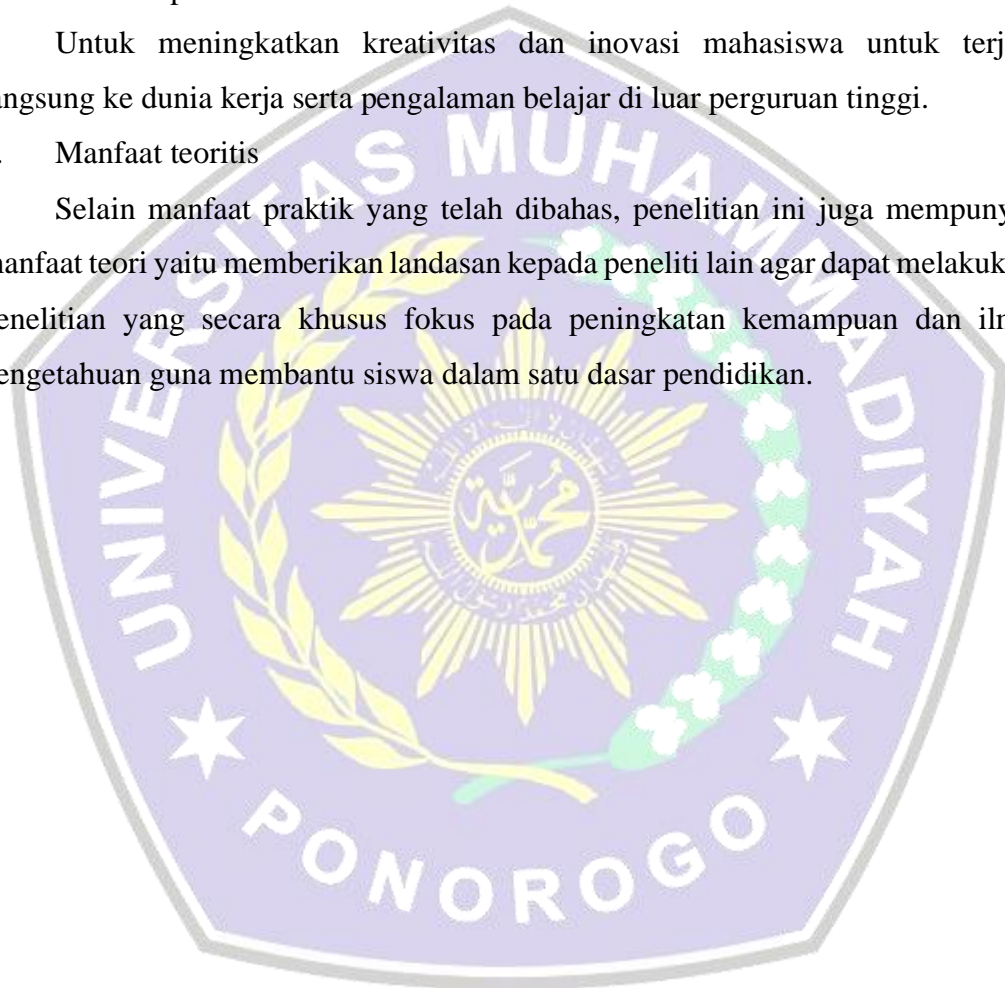 Untuk meningkatkan kreativitas dan inovasi mahasiswa untuk terj
angsung ke dunia kerja serta pengalaman belajar di luar perguruan tinggi.
. Manfaat teoritis
Selain manfaat praktik yang telah dibahas, penelitian ini juga mempuny
manfaat teori yaitu memberikan landasan kepada peneliti lain agar dapat melakuk
enelitian yang secara khusus fokus pada peningkatan kemampuan dan ilm
engetahuan guna membantu siswa dalam satu dasar pendidikan.
UNIVERSITAS MUHAMMADIYAH
محمدية
PONOROGO